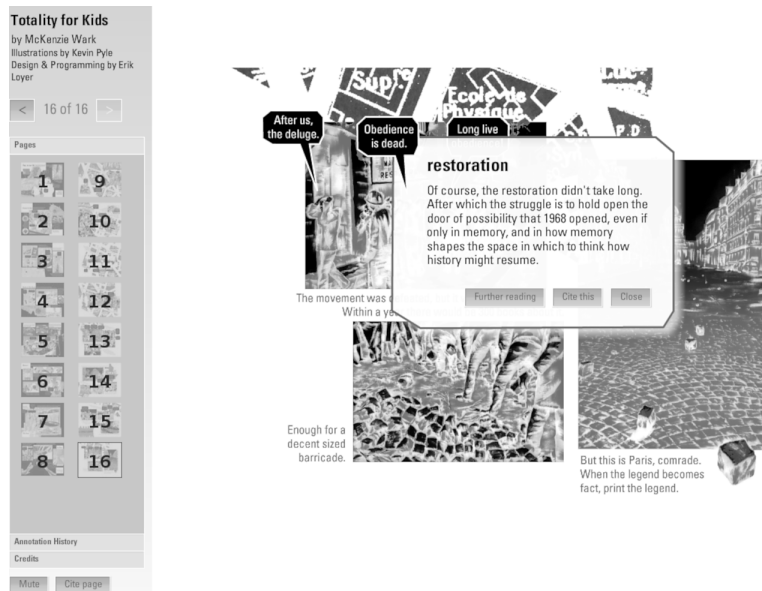 Totality for Kids
by McKenzie Wark
Illustrations by Kevin Pyle
Design & Programming by Erik
Loyer
< 16 of 16 >
Pages
1 9
2 10
3 11
4 12
5 13
6 14
7 15
8 16
Annotation History
Credits
Mute Cite page
Supre
Ecole de
Physique
Luc-
P.D
After us,
the deluge.
Obedience
is dead.
Long live
restoration
Of course, the restoration didn't take long.
After which the struggle is to hold open the
door of possibility that 1968 opened, even if
only in memory, and in how memory
shapes the space in which to think how
history might resume.
Further reading Cite this Close
The movement was
Within a ye
Enough for a
decent sized
barricade.
But this is Paris, comrade.
When the legend becomes
fact, print the legend.